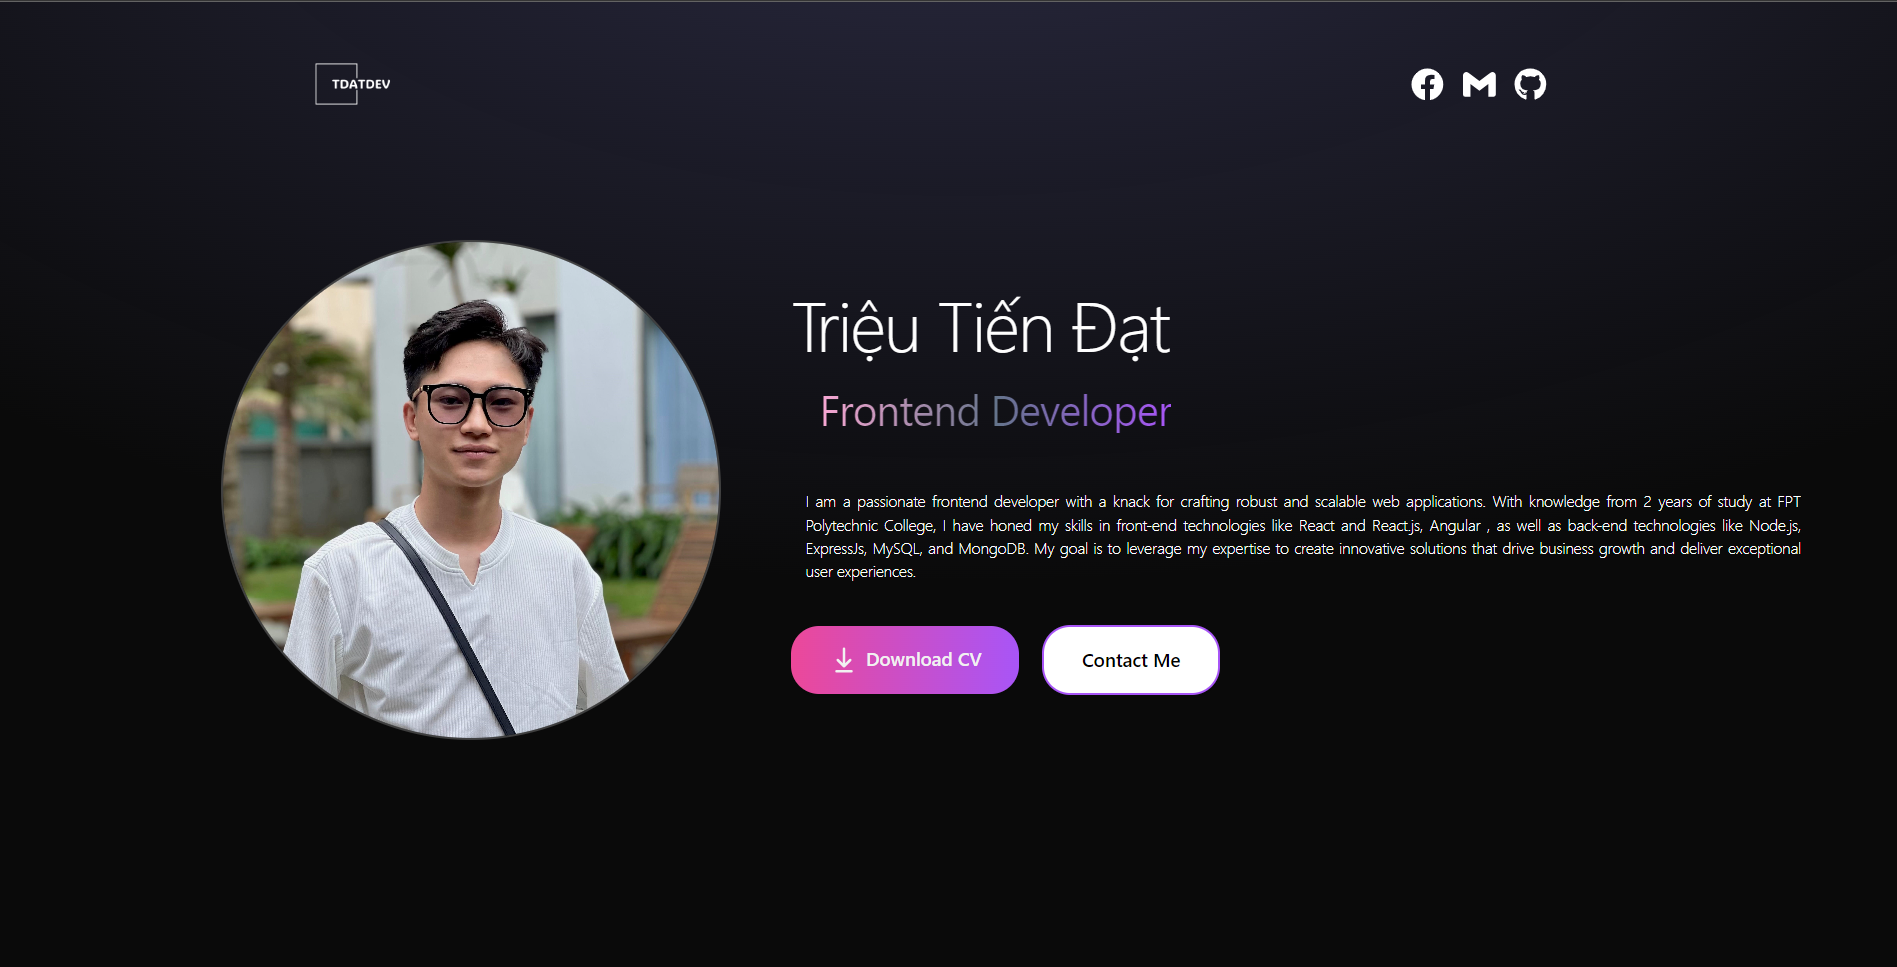 TDATDEV
Triệu Tiến Đạt
Frontend Developer
I am a passionate frontend developer with a knack for crafting robust and scalable web applications. With knowledge from 2 years of study at FPT
Polytechnic College, I have honed my skills in front-end technologies like React and React.js, Angular , as well as back-end technologies like Node.js,
ExpressJs, MySQL, and MongoDB. My goal is to leverage my expertise to create innovative solutions that drive business growth and deliver exceptional
user experiences.
Download CV
Contact Me